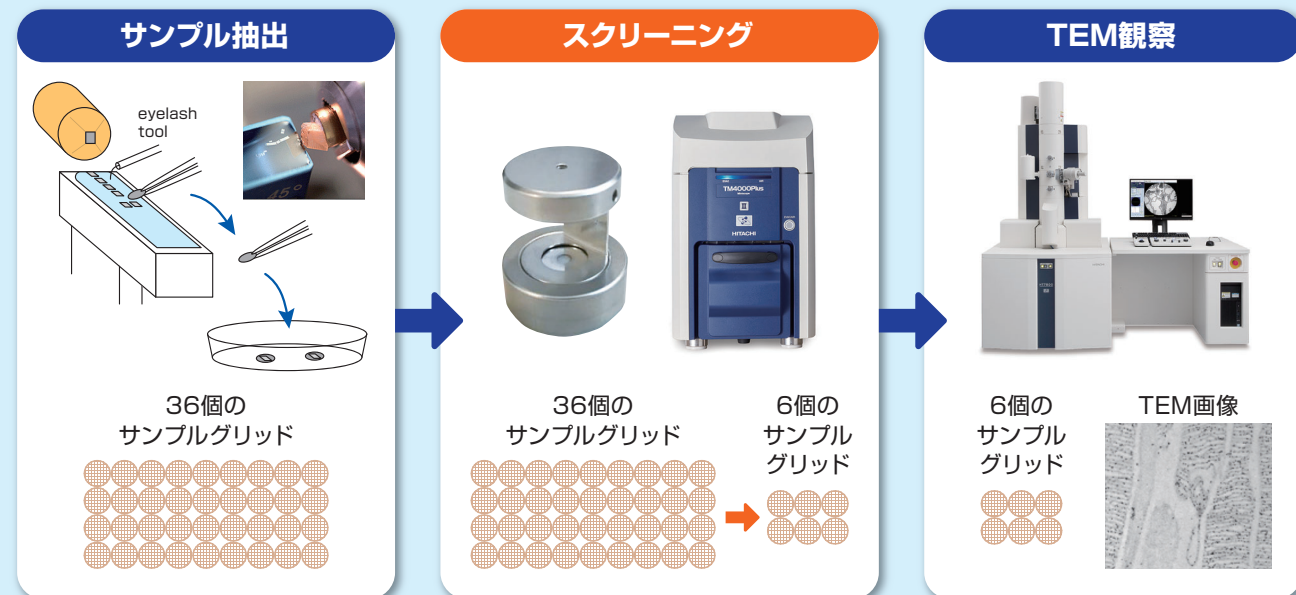 サンプル抽出
eyelash
tool
45°
36個の
サンプルグリッド
スクリーニング
TM4000Plus
II
HITACHI
36個の
サンプルグリッド
6個の
サンプル
グリッド
TEM観察
6個の
サンプル
グリッド
TEM画像